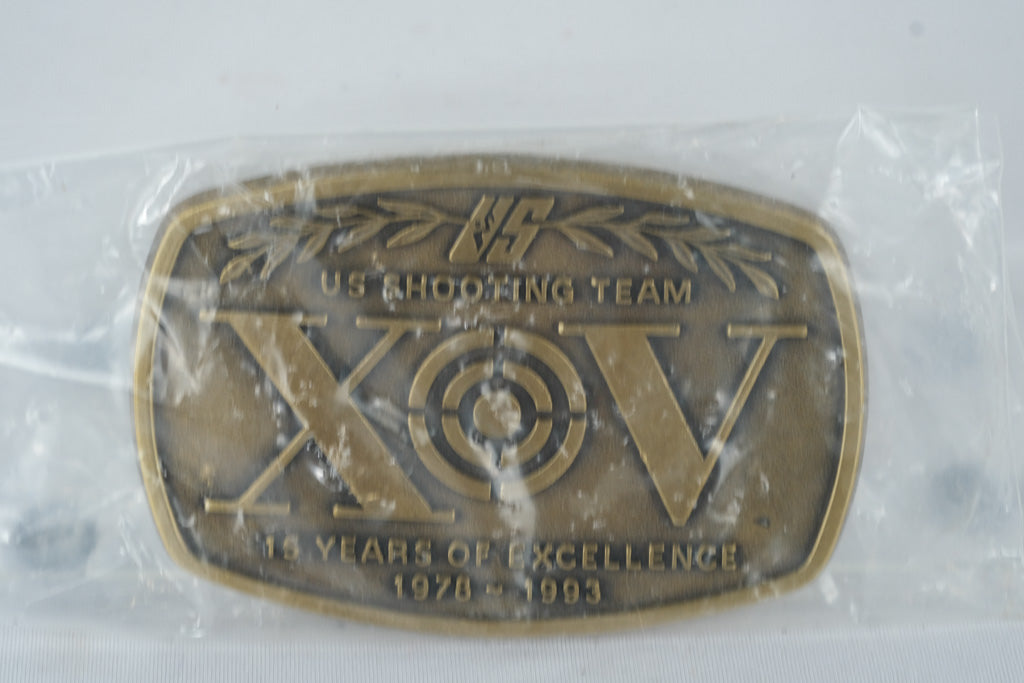 US
US SHOOTING TEAM
XV
15 YEARS OF EXCELLENCE
1978 - 1993